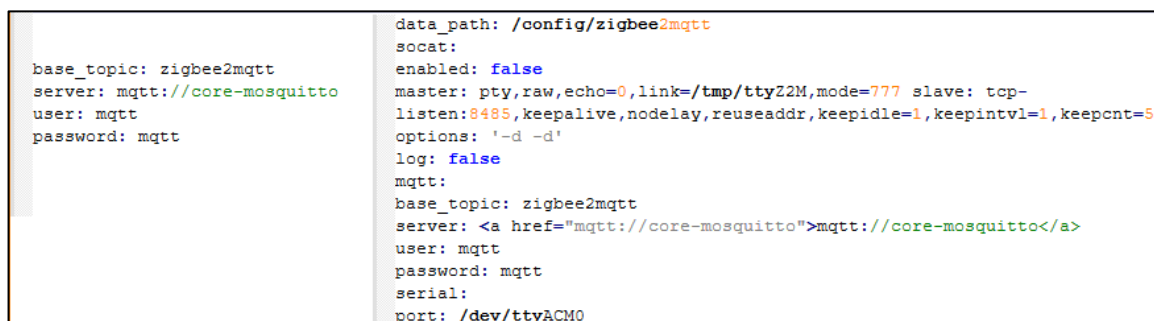 base_topic: zigbee2mqtt
server: mqtt://core-mosquitto
user: mqtt
password: mqtt
data_path: /config/zigbee2mqtt
socat:
enabled: false
master: pty,raw,echo=0,link=/tmp/ttyZ2M,mode=777 slave: tcp-
listen:8485,keepalive,nodelay,reuseaddr,keepidle=1,keepintvl=1,keepcnt=5
options: '-d -d'
log: false
mqtt:
base_topic: zigbee2mqtt
server: <a href="mqtt://core-mosquitto">mqtt://core-mosquitto</a>
user: mqtt
password: mqtt
serial:
port: /dev/ttyACM0